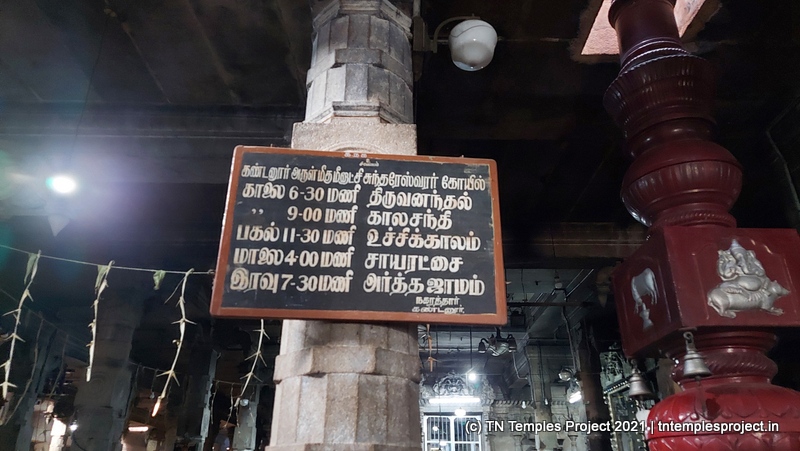 சிவமயம்
கண்டனூர் அருள்மிகு மீனாட்சி சுந்தரேஸ்வரர் கோயில்
காலை 6-30 மணி திருவனந்தல்
,, 9-00 மணி காலசந்தி
பகல் 11-30 மணி உச்சிக்காலம்
மாலை 4-00 மணி சாயரட்சை
இரவு 7-30 மணி அர்த்த ஜாமம்
நகரத்தார்
கண்டனூர்
(c) TN Temples Project 2021 | tntemplesproject.in